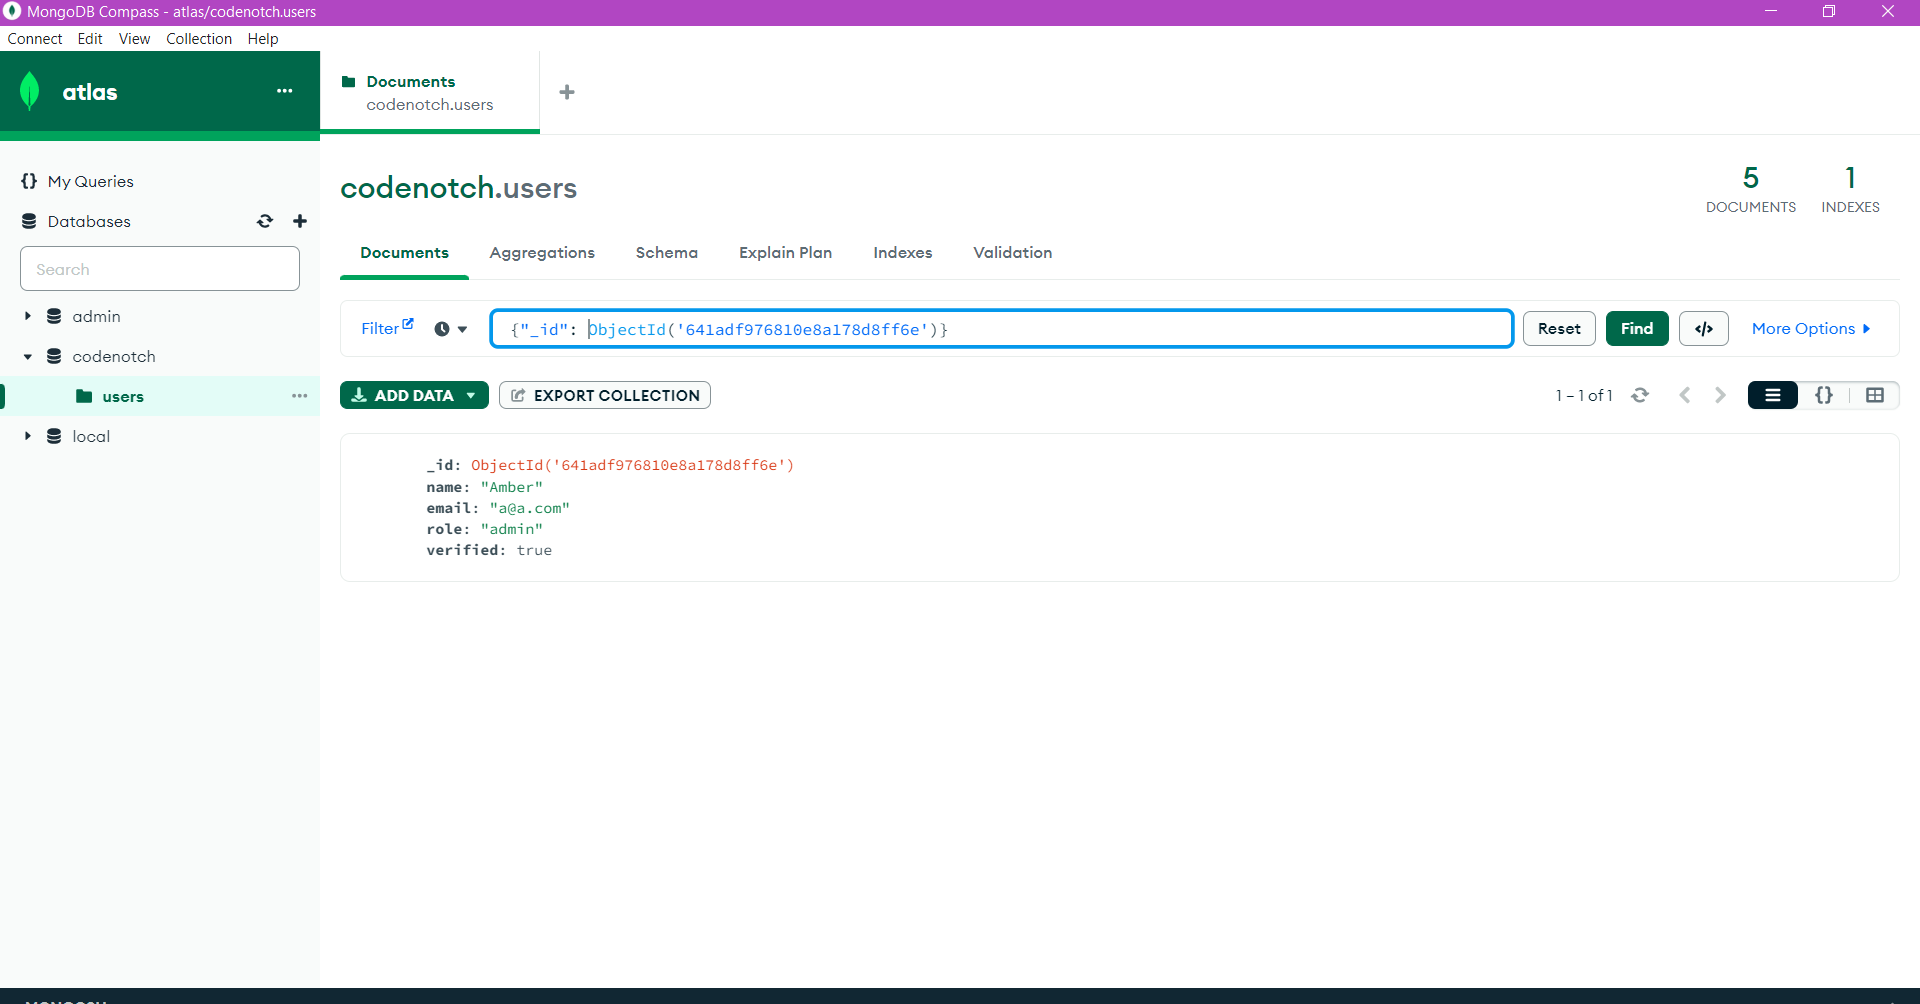 MongoDB Compass - atlas/codenotch.users
Connect Edit View Collection Help
atlas
Documents
codenotch.users
My Queries
Databases
Search
admin
codenotch
users
local
codenotch.users
5
DOCUMENTS
1
INDEXES
Documents Aggregations Schema Explain Plan Indexes Validation
Filter
{"_id": ObjectId('641adf976810e8a178d8ff6e')}
Reset
Find
</>
More Options
ADD DATA
EXPORT COLLECTION
1 – 1 of 1
{}
_id: ObjectId('641adf976810e8a178d8ff6e')
name: "Amber"
email: "a@a.com"
role: "admin"
verified: true